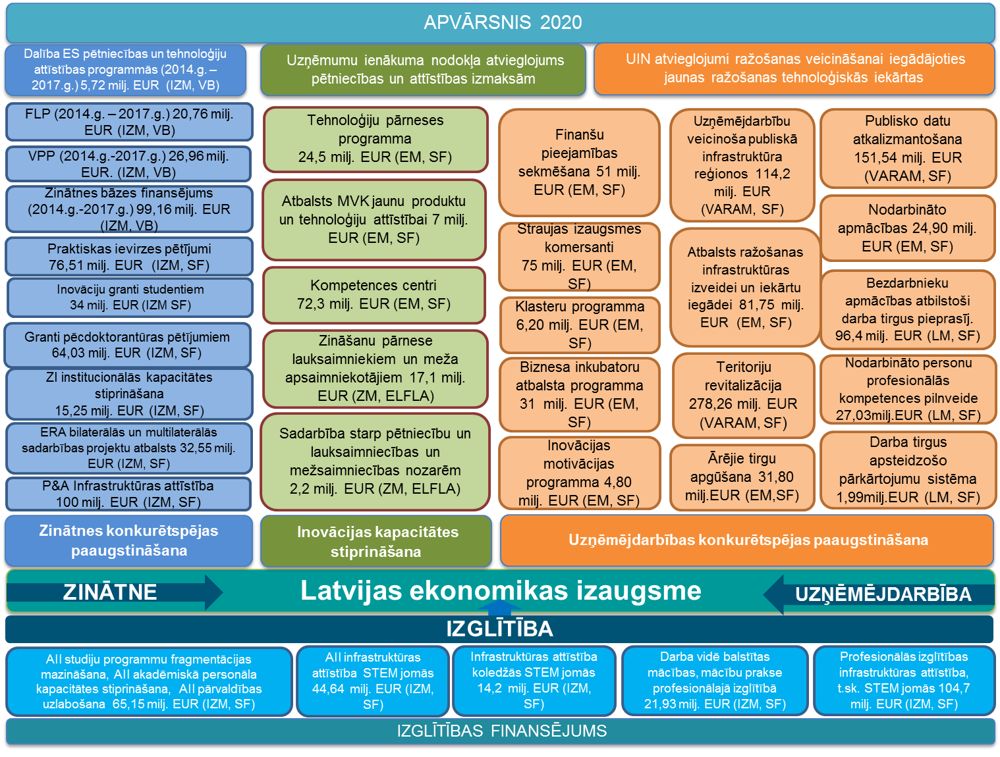 APVĀRSNIS 2020
Dalība ES pētniecības un tehnoloģiju
attīstības programmās (2014.g. –
2017.g.) 5,72 milj. EUR (IZM, VB)
Uzņēmumu ienākuma nodokļa atvieglojums
pētniecības un attīstības izmaksām
UIN atvieglojumi ražošanas veicināšanai iegādājoties
jaunas ražošanas tehnoloģiskās iekārtas
FLP (2014.g. – 2017.g.) 20,76 milj.
EUR (IZM, VB)
VPP (2014.g.-2017.g.) 26,96 milj.
EUR. (IZM, VB)
Zinātnes bāzes finansējums
(2014.g.-2017.g.) 99,16 milj. EUR
(IZM, VB)
Praktiskas ievirzes pētījumi
76,51 milj. EUR (IZM, SF)
Inovāciju granti studentiem
34 milj. EUR (IZM SF)
Granti pēcdoktorantūras pētījumiem
64,03 milj. EUR (IZM, SF)
ZI institucionālās kapacitātes
stiprināšana
15,25 milj. EUR (IZM, SF)
ERA bilaterālās un multilaterālās
sadarbības projektu atbalsts 32,55 milj.
EUR (IZM, SF)
P&A Infrastruktūras attīstība
100 milj. EUR (IZM, SF)
Tehnoloģiju pārneses
programma
24,5 milj. EUR (EM, SF)
Atbalsts MVK jaunu produktu
un tehnoloģiju attīstībai 7 milj.
EUR (EM, SF)
Kompetences centri
72,3 milj. EUR (EM, SF)
Zināšanu pārnese
lauksaimniekiem un meža
apsaimniekotājiem 17,1 milj.
EUR (ZM, ELFLA)
Sadarbība starp pētniecību un
lauksaimniecības un
mežsaimniecības nozarēm
2,2 milj. EUR (ZM, ELFLA)
Finanšu
pieejamības
sekmēšana 51 milj.
EUR (EM, SF)
Straujas izaugsmes
komersanti
75 milj. EUR (EM,
SF)
Klasteru programma
6,20 milj. EUR (EM,
SF)
Biznesa inkubatoru
atbalsta programma
31 milj. EUR (EM,
SF)
Inovācijas
motivācijas
programma 4,80
milj. EUR (EM, SF)
Uzņēmējdarbību
veicinoša publiskā
infrastruktūra
reģionos 114,2
milj. EUR
(VARAM, SF)
Atbalsts ražošanas
infrastruktūras
izveidei un iekārtu
iegādei 81,75 milj.
EUR (EM, SF)
Teritoriju
revitalizācija
278,26 milj. EUR
(VARAM, SF)
Ārējie tirgu
apgūšana 31,80
milj.EUR (EM,SF)
Publisko datu
atkalizmantošana
151,54 milj. EUR
(VARAM, SF)
Nodarbināto
apmācības 24,90 milj.
EUR (EM, SF)
Bezdarbnieku
apmācības atbilstoši
darba tirgus pieprasīj.
96,4 milj. EUR (LM, SF)
Nodarbināto personu
profesionālās
kompetences pilnveide
27,03milj.EUR (LM, SF)
Darba tirgus
apsteidzošo
pārkārtojumu sistēma
1,99milj.EUR (LM, SF)
Zinātnes konkurētspējas
paaugstināšana
Inovācijas kapacitātes
stiprināšana
Uzņēmējdarbības konkurētspējas paaugstināšana
ZINĀTNE
Latvijas ekonomikas izaugsme
UZŅĒMĒJDARBĪBA
IZGLĪTĪBA
AII studiju programmu fragmentācijas
mazināšana, AII akadēmiskā personāla
kapacitātes stiprināšana, AII pārvaldības
uzlabošana 65,15 milj. EUR (IZM, SF)
AII infrastruktūras
attīstība STEM jomās
44,64 milj. EUR (IZM,
SF)
Infrastruktūras attīstība
koledžās STEM jomās
14,2 milj. EUR (IZM,
SF)
Darba vidē balstītas
mācības, mācību prakse
profesionālajā izglītībā
21,93 milj. EUR (IZM, SF)
Profesionālās izglītības
infrastruktūras attīstība,
t.sk. STEM jomās 104,7
milj. EUR (IZM, SF)
IZGLĪTĪBAS FINANSĒJUMS